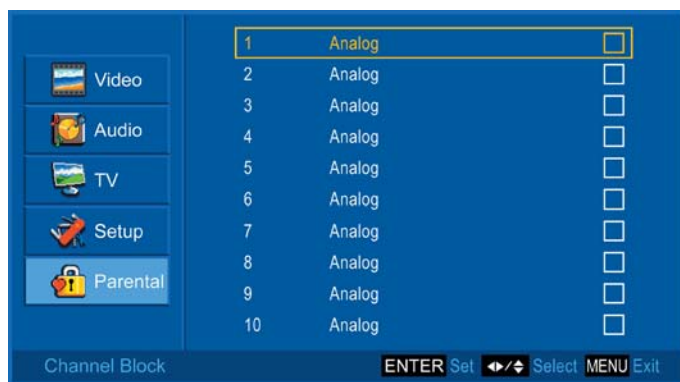 Video
Audio
TV
Setup
Parental
1 Analog
2 Analog
3 Analog
4 Analog
5 Analog
6 Analog
7 Analog
8 Analog
9 Analog
10 Analog
Channel Block
ENTER Set ◄►/▲▼ Select MENU Exit